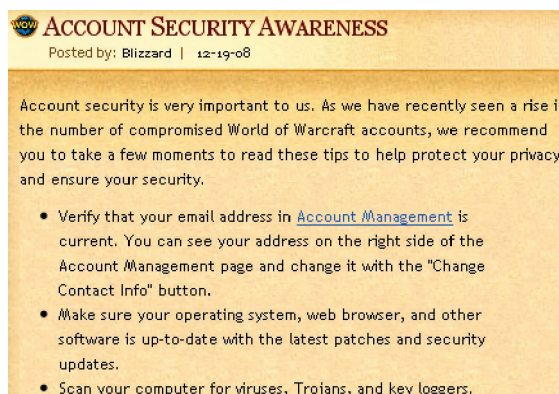 WOW ACCOUNT SECURITY AWARENESS
Posted by: Blizzard | 12-19-08
Account security is very important to us. As we have recently seen a rise i
the number of compromised World of Warcraft accounts, we recommend
you to take a few moments to read these tips to help protect your privacy
and ensure your security.
• Verify that your email address in Account Management is
current. You can see your address on the right side of the
Account Management page and change it with the "Change
Contact Info" button.
• Make sure your operating system, web browser, and other
software is up-to-date with the latest patches and security
updates.
• Scan your computer for viruses, Trojans, and key loggers.